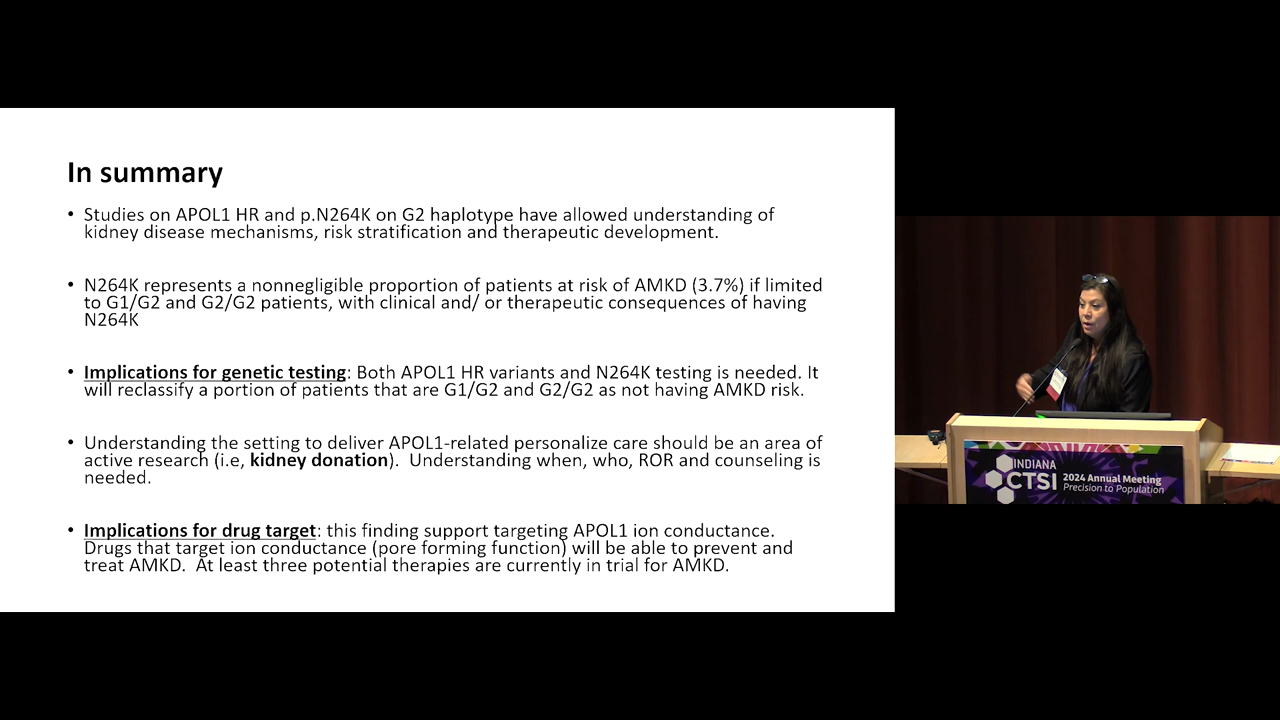 In summary
• Studies on APOL1 HR and p.N264K on G2 haplotype have allowed understanding of
kidney disease mechanisms, risk stratification and therapeutic development.
• N264K represents a nonnegligible proportion of patients at risk of AMKD (3.7%) if limited
to G1/G2 and G2/G2 patients, with clinical and/ or therapeutic consequences of having
N264K
• Implications for genetic testing: Both APOL1 HR variants and N264K testing is needed. It
will reclassify a portion of patients that are G1/G2 and G2/G2 as not having AMKD risk.
• Understanding the setting to deliver APOL1-related personalize care should be an area of
active research (i.e, kidney donation).  Understanding when, who, ROR and counseling is
needed.
• Implications for drug target: this finding support targeting APOL1 ion conductance.
Drugs that target ion conductance (pore forming function) will be able to prevent and
treat AMKD.  At least three potential therapies are currently in trial for AMKD.
INDIANA
CTSI
2024 Annual Meeting
Precision to Population